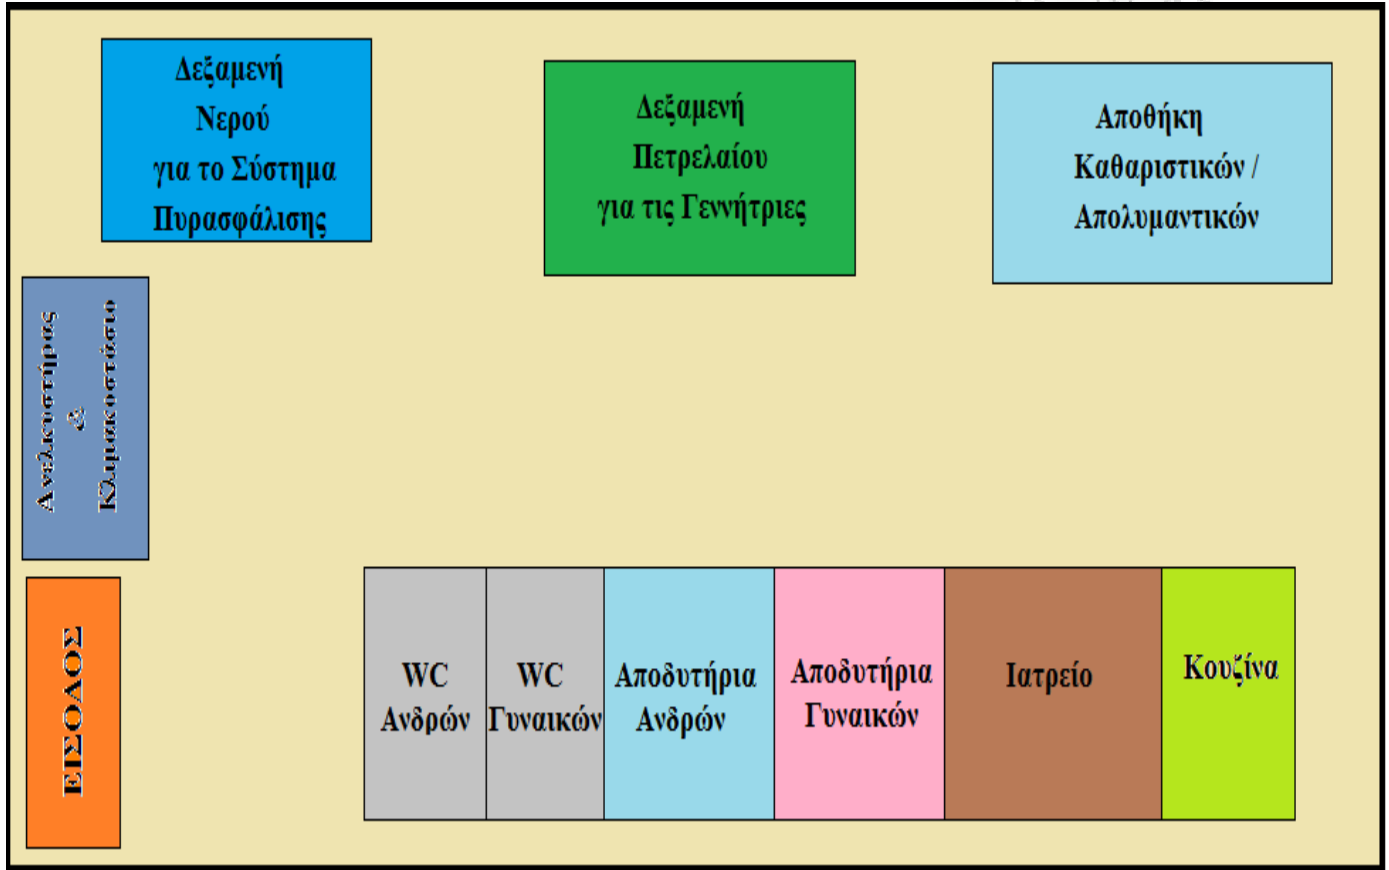 Δεξαμενή
Νερού
για το Σύστημα
Πυρασφάλισης
Δεξαμενή
Πετρελαίου
για τις Γεννήτριες
Αποθήκη
Καθαριστικών /
Απολυμαντικών
Ανελκυστήρας
&
Κλιμακοστάσιο
ΕΙΣΟΔΟΣ
WC
Ανδρών
WC
Γυναικών
Αποδυτήρια
Ανδρών
Αποδυτήρια
Γυναικών
Ιατρείο
Κουζίνα